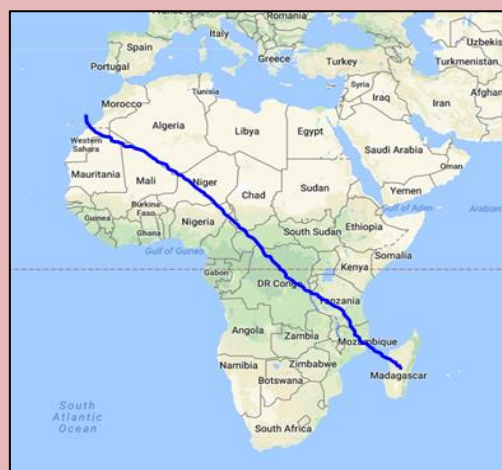 Romania
Italy
Spain
Portugal
Greece
Turkey
Uzbeki
Turkmenistan
Tunisia
Syria
Iraq
Iran
Afghan
Morocco
Algeria
Libya
Egypt
Western
Sahara
Saudi Arabia
Oman
Mauritania
Mali
Niger
Chad
Sudan
Yemen
Gulf of Aden
Arabian
Burkina
Faso
Guinea
Ghana
Nigeria
South Sudan
Ethiopia
Somalia
Gulf of Guinea
Gabon
DR Congo
Kenya
Tanzania
Angola
Zambia
Mozambique
Namibia
Zimbabwe
Botswana
Madagascar
South
Atlantic
Ocean
South Africa